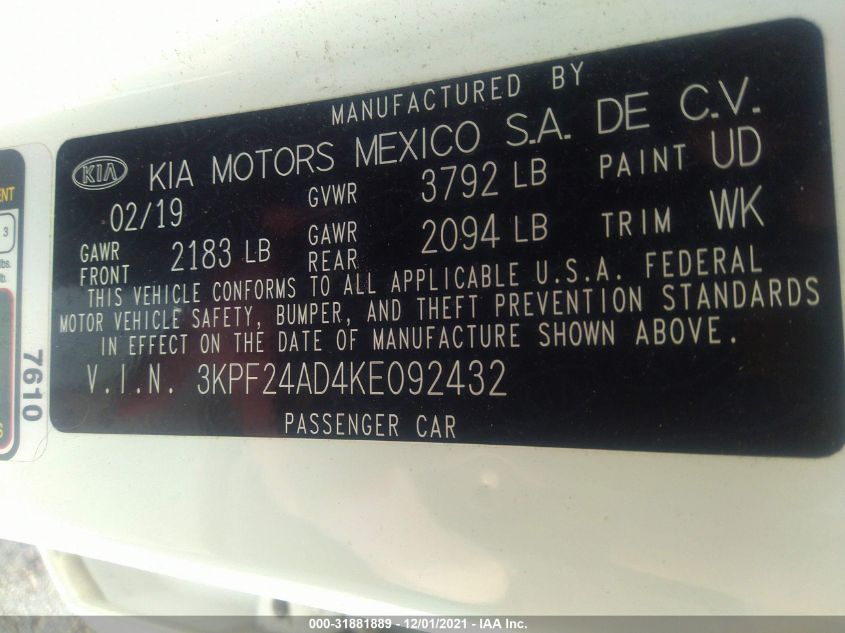 MANUFACTURED BY
KIA KIA MOTORS MEXICO S.A. DE C.V.
02/19 GVWR 3792 LB PAINT UD
GAWR FRONT 2183 LB GAWR REAR 2094 LB TRIM WK
THIS VEHICLE CONFORMS TO ALL APPLICABLE U.S.A. FEDERAL
MOTOR VEHICLE SAFETY, BUMPER, AND THEFT PREVENTION STANDARDS
IN EFFECT ON THE DATE OF MANUFACTURE SHOWN ABOVE.
V.I.N. 3KPF24AD4KE092432
PASSENGER CAR
3
lbs.
7610
000-31881889 - 12/01/2021 - IAA Inc.